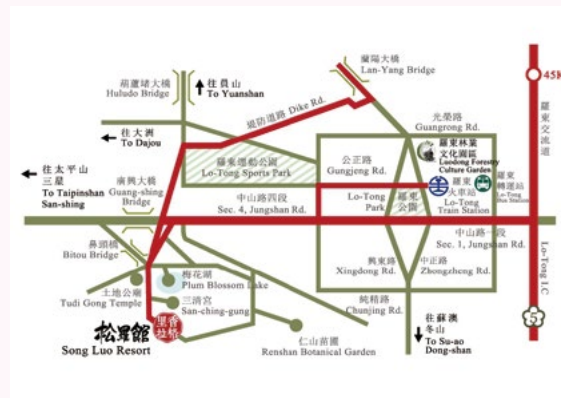 蘭陽大橋
Lan-Yang Bridge
葫蘆堵大橋
Huludo Bridge
往員山
To Yuanshan
45K
堤防道路 Dike Rd.
光榮路
Guangrong Rd.
羅東交流道
往大洲
To Dajou
羅東運動公園
Lo-Tong Sports Park
公正路
Gungjeng Rd.
羅東林業
文化園區
Luodong Forestry
Culture Garden
往太平山
三星
To Taipinshan
San-shing
廣興大橋
Guang-shing
Bridge
中山路四段
Sec. 4, Jungshan Rd.
Lo-Tong
Park
羅東
公園
羅東
火車站
Lo-Tong
Train Station
羅東
轉運站
Lo-Tong
Bus Station
鼻頭橋
Bitou Bridge
中山路一段
Sec. 1, Jungshan Rd.
Lo-Tong I.C
梅花湖
Plum Blossom Lake
興東路
Xingdong Rd.
中正路
Zhongzheng Rd.
土地公廟
Tudi Gong Temple
三清宮
San-ching-gung
純精路
Chunjing Rd.
5
松羅館
Song Luo Resort
仁山苗圃
Renshan Botanical Garden
往蘇澳
冬山
To Su-ao
Dong-shan